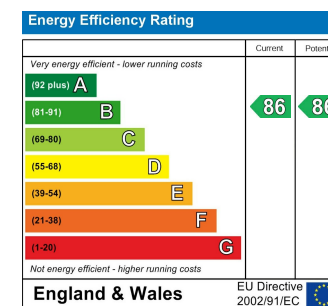 Energy Efficiency Rating
Current Potent
Very energy efficient - lower running costs
(92 plus) A
(81-91) B 86 86
(69-80) C
(55-68) D
(39-54) E
(21-38) F
(1-20) G
Not energy efficient - higher running costs
England & Wales
EU Directive
2002/91/EC